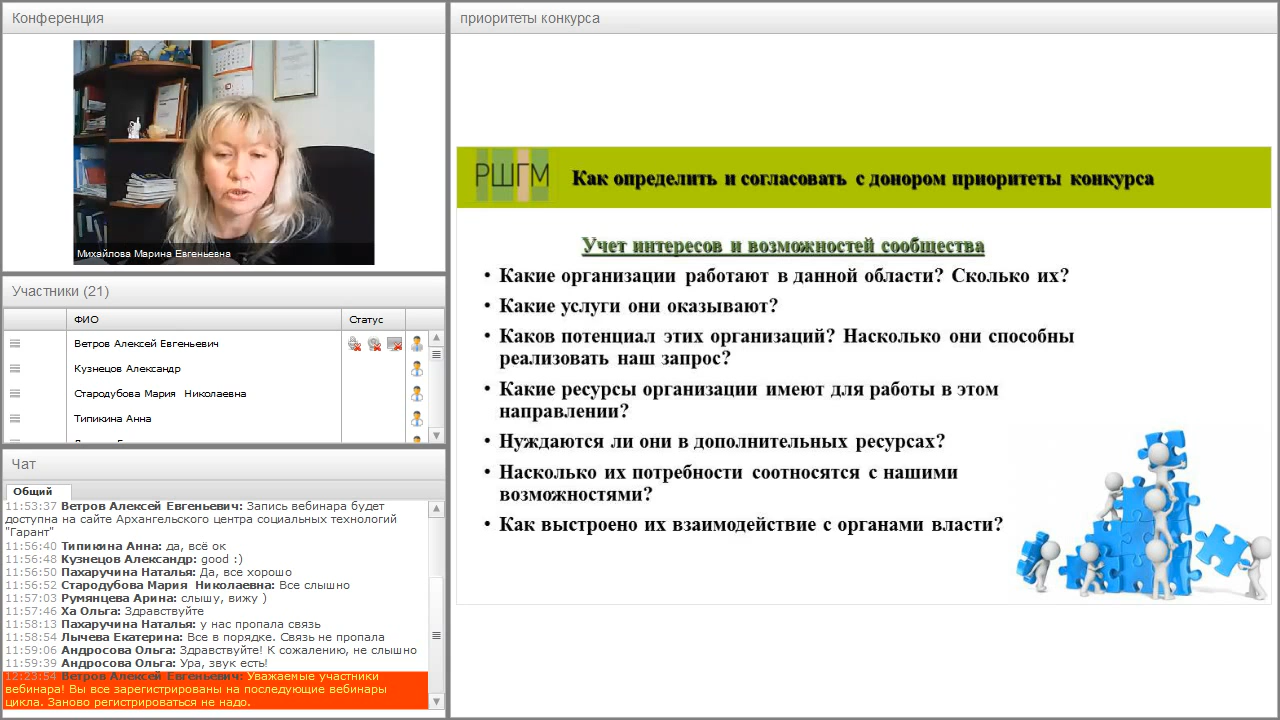 Конференция
Михайлова Марина Евгеньевна
Участники (21)
ФИО
Статус
Ветров Алексей Евгеньевич
Кузнецов Александр
Стародубова Мария Николаевна
Типикина Анна
Чат
Общий
11:53:37 Ветров Алексей Евгеньевич: Запись вебинара будет
доступна на сайте Архангельского центра социальных технологий
"Гарант"
11:56:40 Типикина Анна: да, всё ок
11:56:48 Кузнецов Александр: good :)
11:56:50 Пахаручина Наталья: Да, все хорошо
11:56:52 Стародубова Мария Николаевна: Все слышно
11:57:03 Румянцева Арина: слышу, вижу )
11:57:46 Ха Ольга: Здравствуйте
11:58:13 Пахаручина Наталья: у нас пропала связь
11:58:54 Лычева Екатерина: Все в порядке. Связь не пропала
11:59:06 Андросова Ольга: Здравствуйте! К сожалению, не слышно
11:59:39 Андросова Ольга: Ура, звук есть!
12:23:54 Ветров Алексей Евгеньевич: Уважаемые участники
вебинара! Вы все зарегистрированы на последующие вебинары
цикла. Заново регистрироваться не надо.
приоритеты конкурса
РШГМ
Как определить и согласовать с донором приоритеты конкурса
Учет интересов и возможностей сообщества
• Какие организации работают в данной области? Сколько их?
• Какие услуги они оказывают?
• Каков потенциал этих организаций? Насколько они способны
реализовать наш запрос?
• Какие ресурсы организации имеют для работы в этом
направлении?
• Нуждаются ли они в дополнительных ресурсах?
• Насколько их потребности соотносятся с нашими
возможностями?
• Как выстроено их взаимодействие с органами власти?